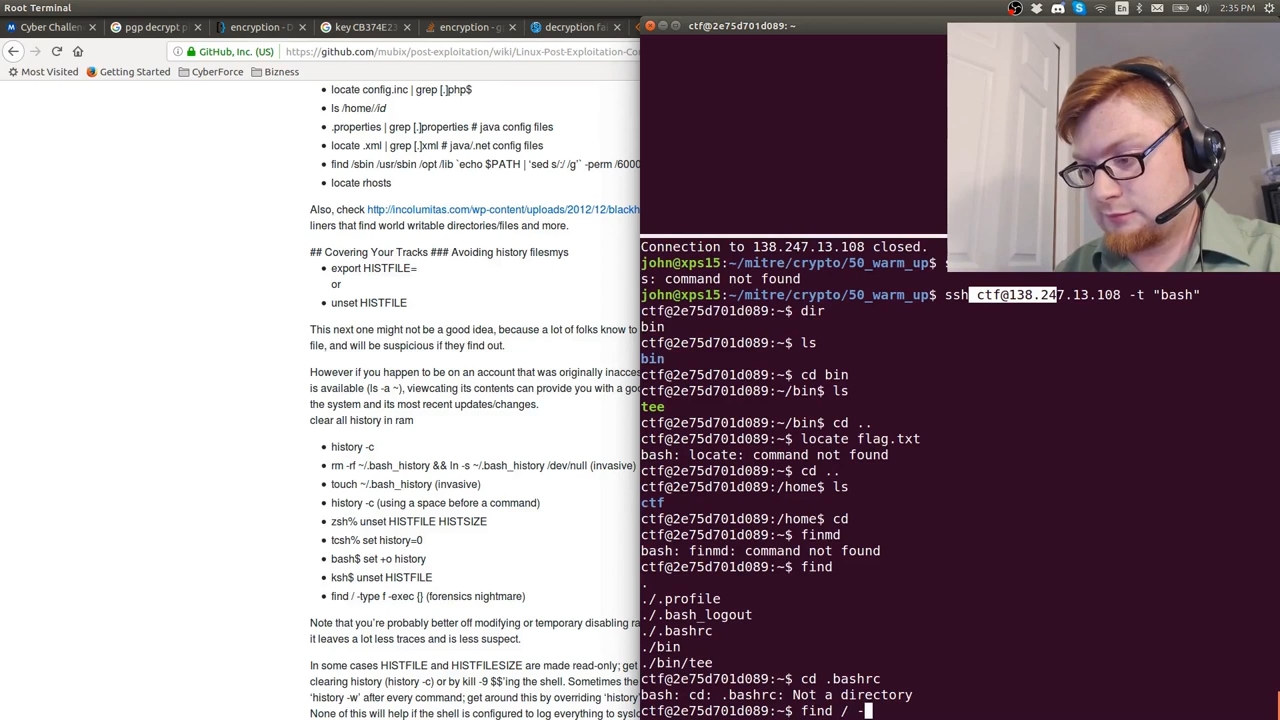 Root Terminal
En
2:35 PM
Cyber Challen
pgp decrypt p
encryption - D
key CB374E23
encryption - gp
decryption fai
GitHub, Inc. (US)
https://github.com/mubix/post-exploitation/wiki/Linux-Post-Exploitation-Co
Most Visited
Getting Started
CyberForce
Bizness
locate config.inc | grep [.]php$
ls /home//id
.properties | grep [.]properties # java config files
locate .xml | grep [.]xml # java/.net config files
find /sbin /usr/sbin /opt /lib `echo $PATH | 'sed s/:/ /g'` -perm /6000
locate rhosts
Also, check http://incolumitas.com/wp-content/uploads/2012/12/blackh
liners that find world writable directories/files and more.
## Covering Your Tracks ### Avoiding history filesmys
export HISTFILE=
or
unset HISTFILE
This next one might not be a good idea, because a lot of folks know to
file, and will be suspicious if they find out.
However if you happen to be on an account that was originally inacces
is available (ls -a ~), viewcating its contents can provide you with a goo
the system and its most recent updates/changes.
clear all history in ram
history -c
rm -rf ~/.bash_history && ln -s ~/.bash_history /dev/null (invasive)
touch ~/.bash_history (invasive)
history -c (using a space before a command)
zsh% unset HISTFILE HISTSIZE
tcsh% set history=0
bash$ set +o history
ksh$ unset HISTFILE
find / -type f -exec {} (forensics nightmare)
Note that you're probably better off modifying or temporary disabling ra
it leaves a lot less traces and is less suspect.
In some cases HISTFILE and HISTFILESIZE are made read-only; get
clearing history (history -c) or by kill -9 $$'ing the shell. Sometimes the
'history -w' after every command; get around this by overriding 'history'
None of this will help if the shell is configured to log everything to syslo
ctf@2e75d701d089: ~
Connection to 138.247.13.108 closed.
john@xps15:~/mitre/crypto/50_warm_up$ s
s: command not found
john@xps15:~/mitre/crypto/50_warm_up$ ssh ctf@138.247.13.108 -t "bash"
ctf@2e75d701d089:~$ dir
bin
ctf@2e75d701d089:~$ ls
bin
ctf@2e75d701d089:~$ cd bin
ctf@2e75d701d089:~/bin$ ls
tee
ctf@2e75d701d089:~/bin$ cd ..
ctf@2e75d701d089:~$ locate flag.txt
bash: locate: command not found
ctf@2e75d701d089:~$ cd ..
ctf@2e75d701d089:/home$ ls
ctf
ctf@2e75d701d089:/home$ cd
ctf@2e75d701d089:~$ finmd
bash: finmd: command not found
ctf@2e75d701d089:~$ find
.
./.profile
./.bash_logout
./.bashrc
./bin
./bin/tee
ctf@2e75d701d089:~$ cd .bashrc
bash: cd: .bashrc: Not a directory
ctf@2e75d701d089:~$ find / -